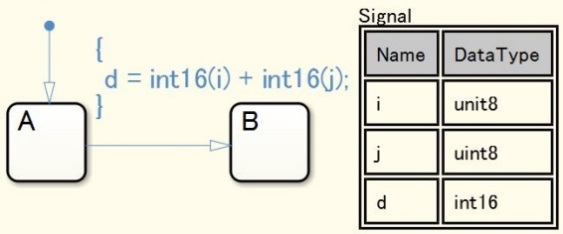 {
d = int16(i) + int16(j);
}
A
B
Signal
Name DataType
i unit8
j uint8
d int16